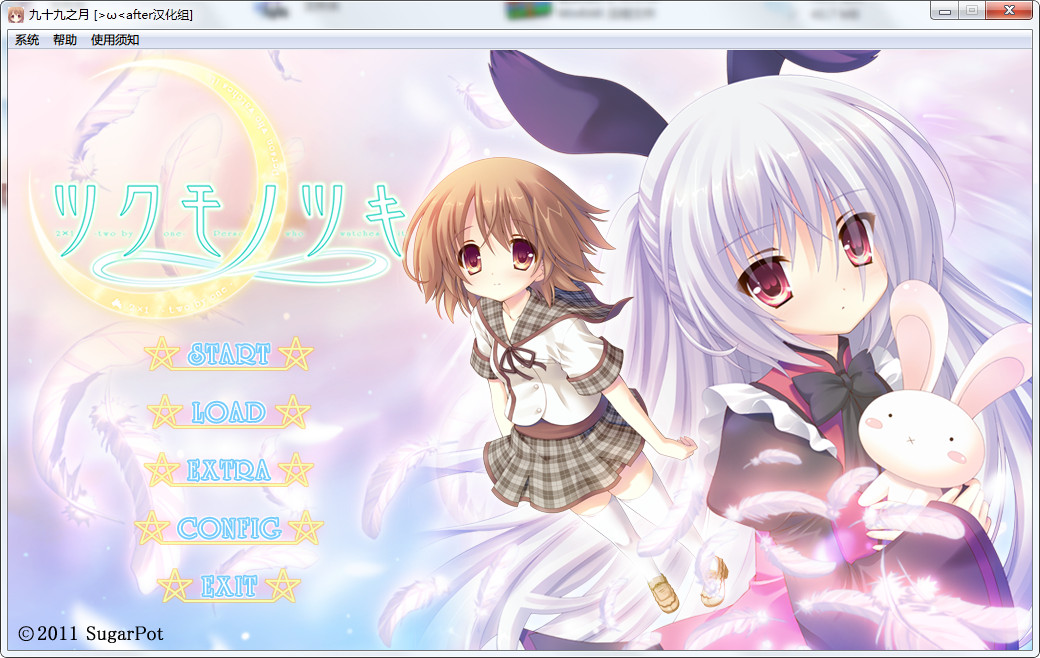 九十九之月 [>ω<after汉化组]
系统 帮助 使用须知
ツクモノツキ
START
LOAD
EXTRA
CONFIG
EXIT
©2011 SugarPot